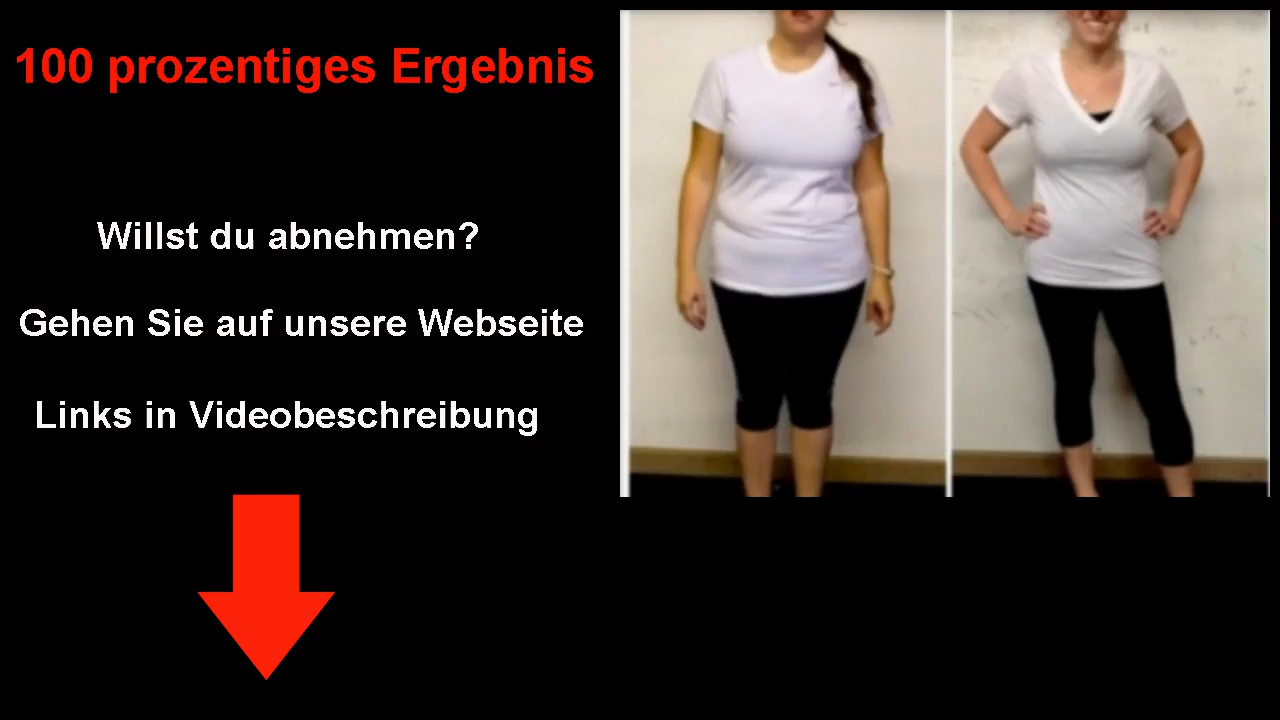 100 prozentiges Ergebnis
Willst du abnehmen?
Gehen Sie auf unsere Webseite
Links in Videobeschreibung